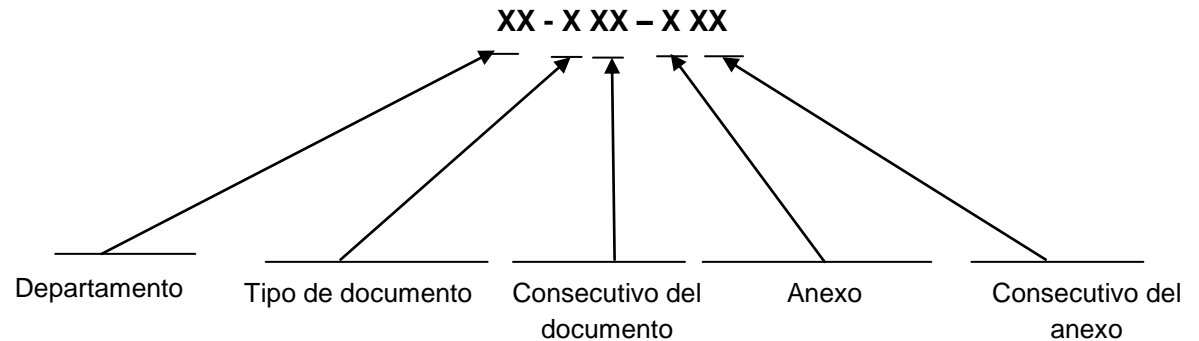 XX - X XX – X XX
Departamento
Tipo de documento
Consecutivo del
documento
Anexo
Consecutivo del
anexo